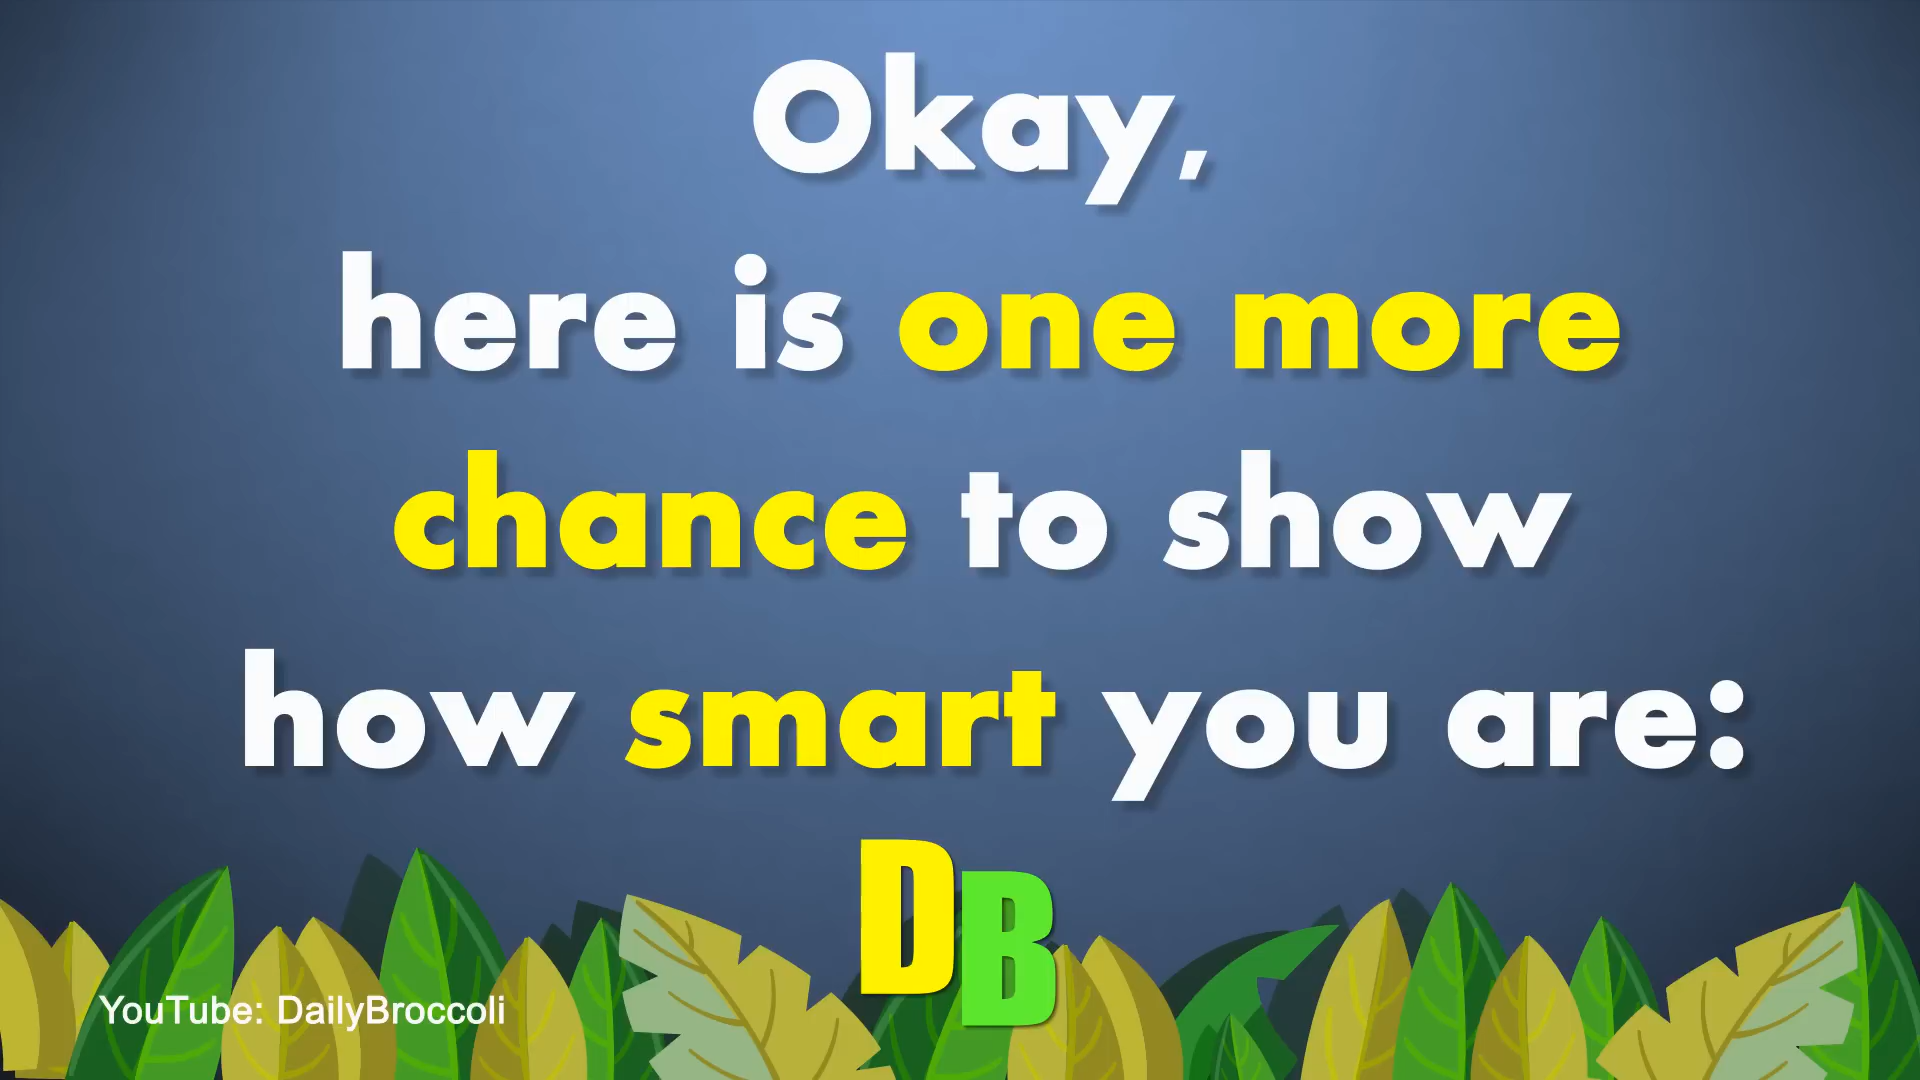 Okay,
here is one more
chance to show
how smart you are:
DB
YouTube: DailyBroccoli